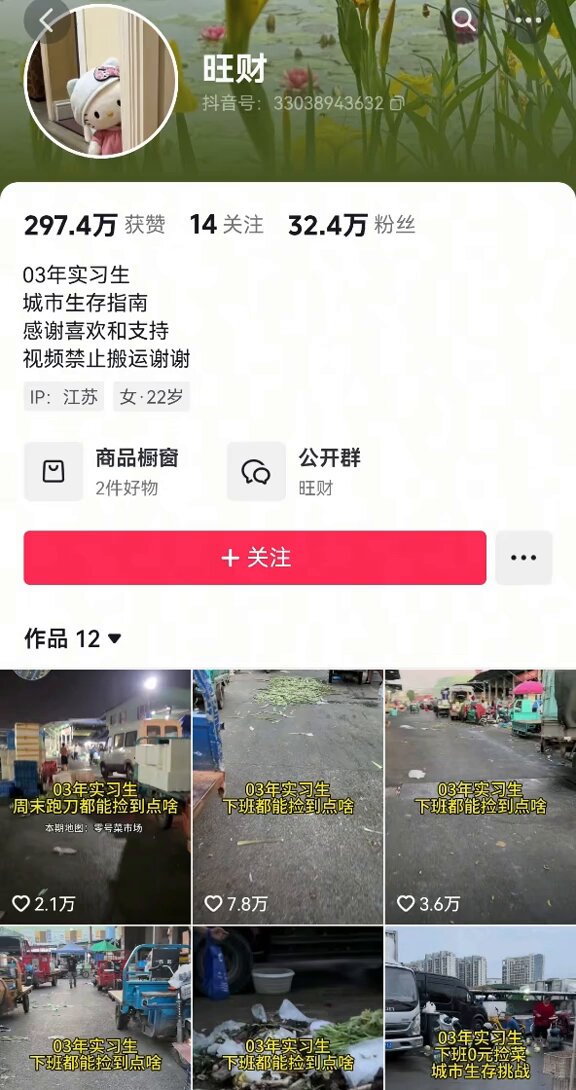 旺财
抖音号：33038943632
297.4万 获赞 14 关注 32.4万 粉丝
03年实习生
城市生存指南
感谢喜欢和支持
视频禁止搬运谢谢
IP：江苏 女·22岁
商品橱窗
2件好物
公开群
旺财
+ 关注
作品 12
03年实习生
周末跑刀都能捡到点啥
本期地图：零号菜市场
2.1万
03年实习生
下班都能捡到点啥
7.8万
03年实习生
下班都能捡到点啥
3.6万
03年实习生
下班都能捡到点啥
03年实习生
下班都能捡到点啥
03年实习生
下班0元捡菜
城市生存挑战